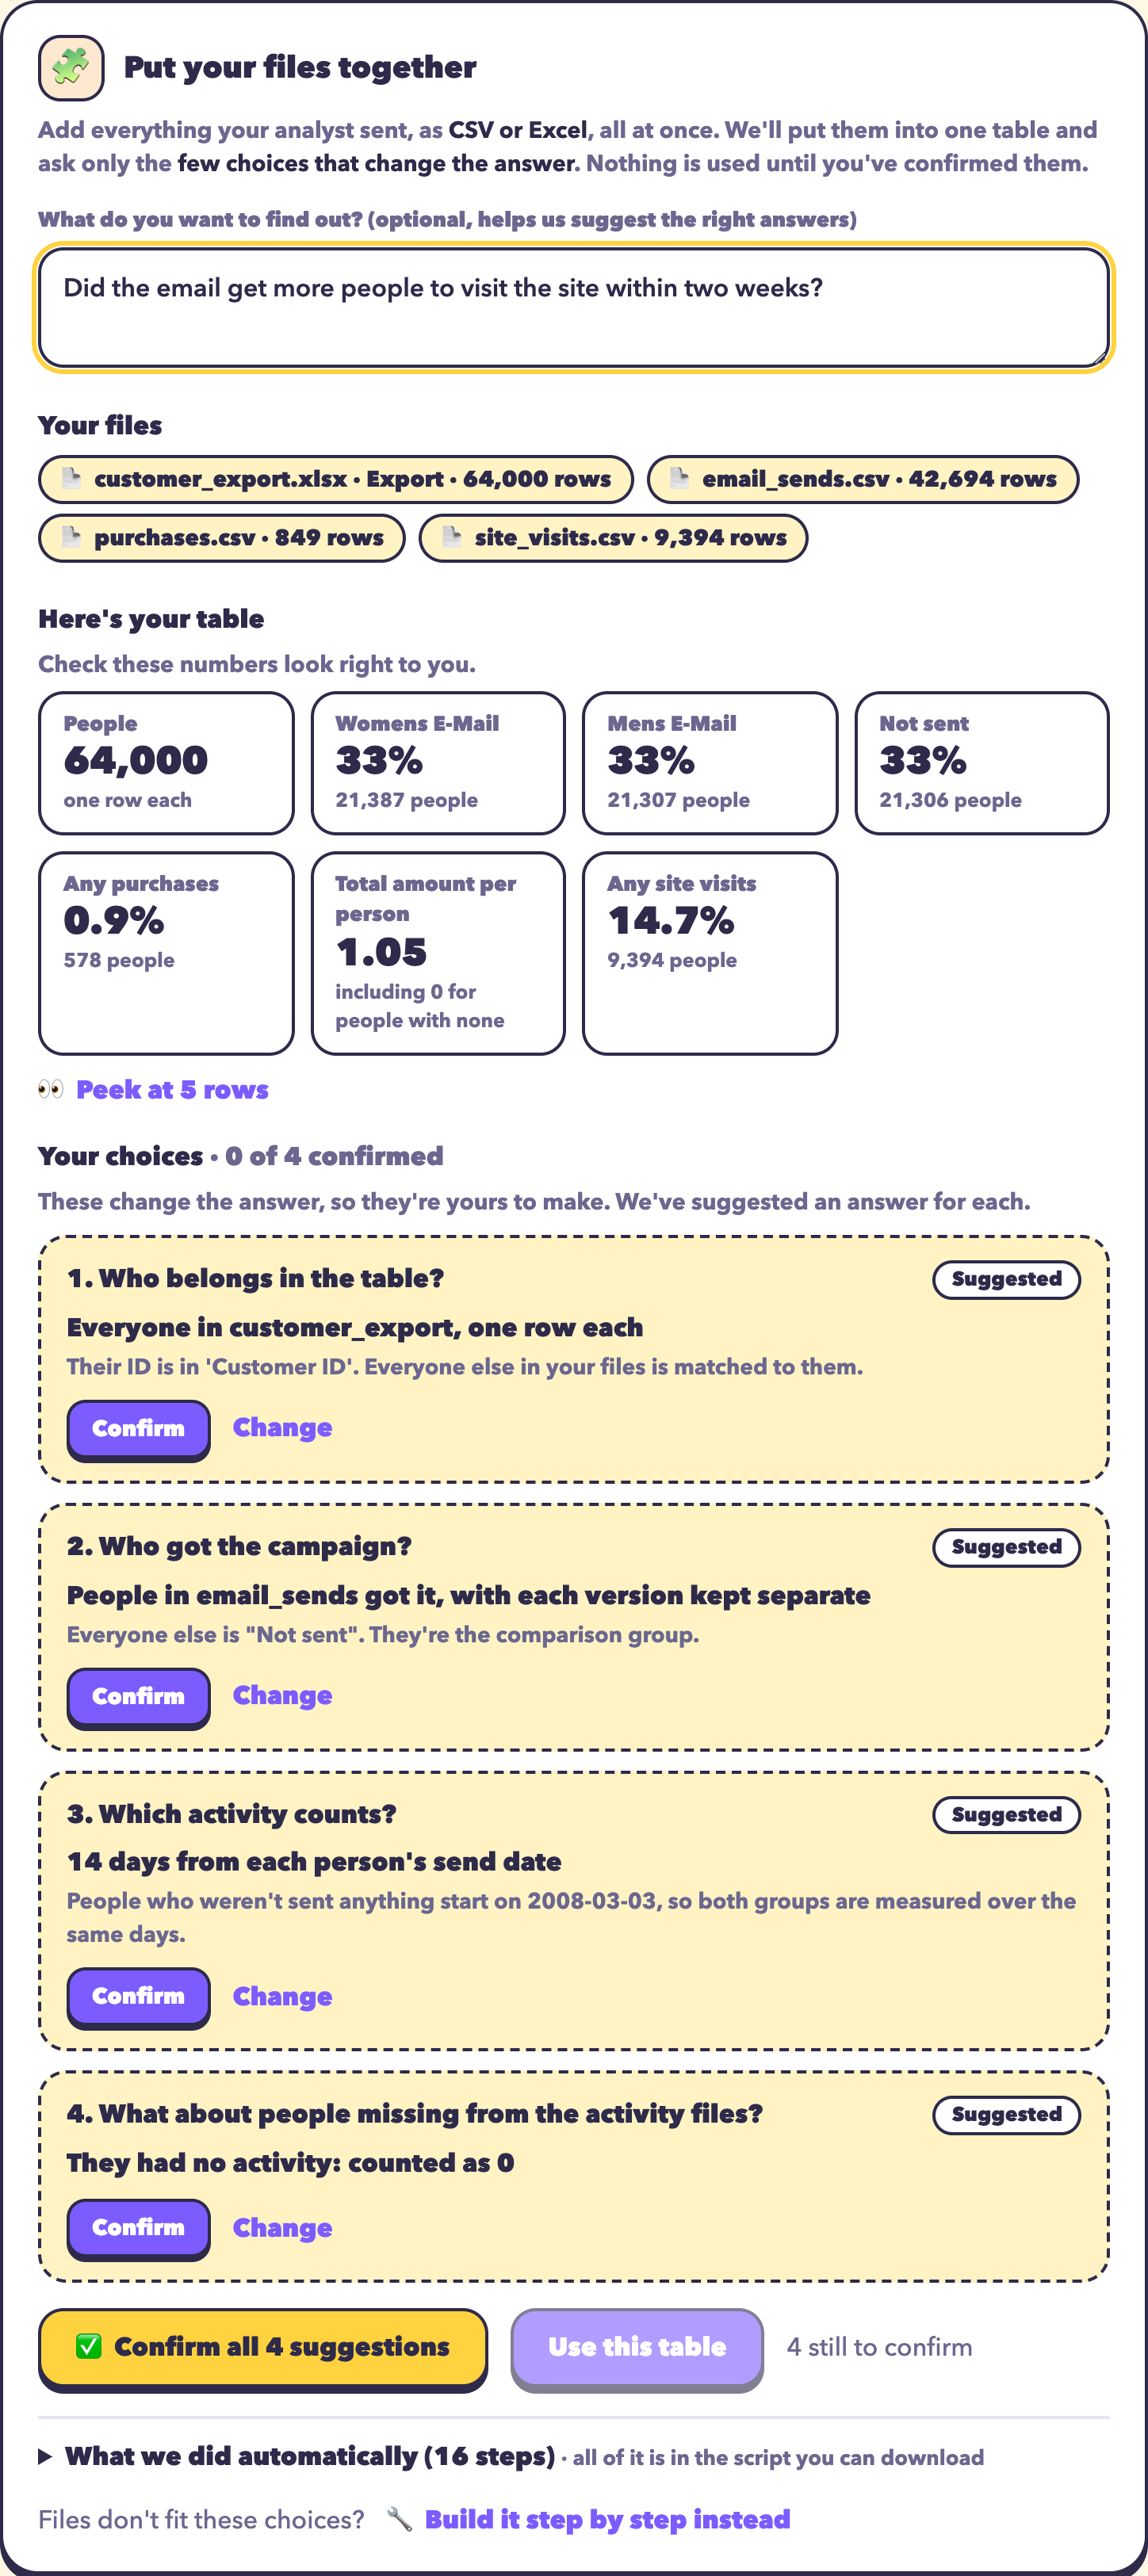 Put your files together
Add everything your analyst sent, as CSV or Excel, all at once. We'll put them into one table and
ask only the few choices that change the answer. Nothing is used until you've confirmed them.
What do you want to find out? (optional, helps us suggest the right answers)
Did the email get more people to visit the site within two weeks?
Your files
customer_export.xlsx · Export · 64,000 rows
email_sends.csv · 42,694 rows
purchases.csv · 849 rows
site_visits.csv · 9,394 rows
Here's your table
Check these numbers look right to you.
People
64,000
one row each
Womens E-Mail
33%
21,387 people
Mens E-Mail
33%
21,307 people
Not sent
33%
21,306 people
Any purchases
0.9%
578 people
Total amount per
person
1.05
including 0 for
people with none
Any site visits
14.7%
9,394 people
Peek at 5 rows
Your choices · 0 of 4 confirmed
These change the answer, so they're yours to make. We've suggested an answer for each.
1. Who belongs in the table?
Suggested
Everyone in customer_export, one row each
Their ID is in 'Customer ID'. Everyone else in your files is matched to them.
Confirm
Change
2. Who got the campaign?
Suggested
People in email_sends got it, with each version kept separate
Everyone else is "Not sent". They're the comparison group.
Confirm
Change
3. Which activity counts?
Suggested
14 days from each person's send date
People who weren't sent anything start on 2008-03-03, so both groups are measured over the
same days.
Confirm
Change
4. What about people missing from the activity files?
Suggested
They had no activity: counted as 0
Confirm
Change
Confirm all 4 suggestions
Use this table
4 still to confirm
What we did automatically (16 steps) · all of it is in the script you can download
Files don't fit these choices?
Build it step by step instead